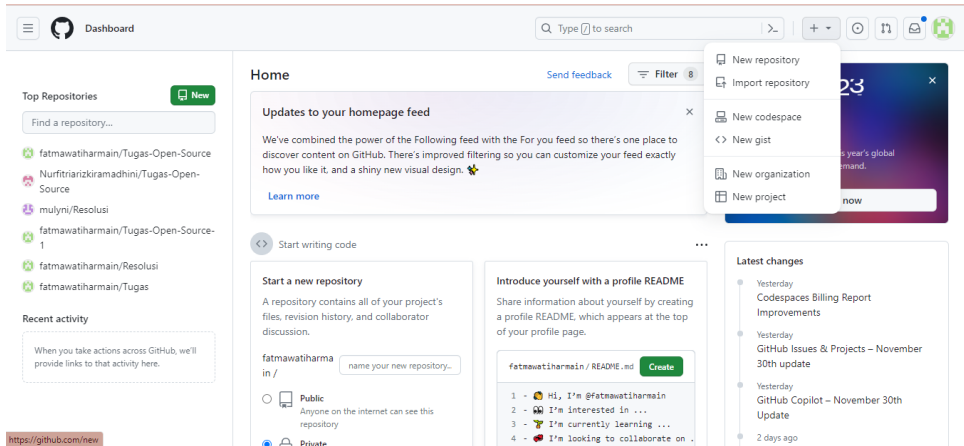 Dashboard
Type / to search
Top Repositories
New
Find a repository...
fatmawatiharmain/Tugas-Open-Source
Nurfitriarizkiramadhini/Tugas-Open-
Source
mulyni/Resolusi
fatmawatiharmain/Tugas-Open-Source-
1
fatmawatiharmain/Resolusi
fatmawatiharmain/Tugas
Recent activity
When you take actions across GitHub, we'll
provide links to that activity here.
https://github.com/new
Home
Send feedback
Filter 8
Updates to your homepage feed
We've combined the power of the Following feed with the For you feed so there's one place to
discover content on GitHub. There's improved filtering so you can customize your feed exactly
how you like it, and a shiny new visual design.
Learn more
Start writing code
Start a new repository
A repository contains all of your project's
files, revision history, and collaborator
discussion.
fatmawatiharma
in /
name your new repository...
Public
Anyone on the internet can see this
repository
Private
Introduce yourself with a profile README
Share information about yourself by creating
a profile README, which appears at the top
of your profile page.
fatmawatiharmain / README.md
Create
1 - Hi, I'm @fatmawatiharmain
2 - I'm interested in ...
3 - I'm currently learning ...
4 - I'm looking to collaborate on .
New repository
Import repository
New codespace
New gist
New organization
New project
23
s year's global
emand.
now
Latest changes
Yesterday
Codespaces Billing Report
Improvements
Yesterday
GitHub Issues & Projects – November
30th update
Yesterday
GitHub Copilot – November 30th
Update
2 days ago